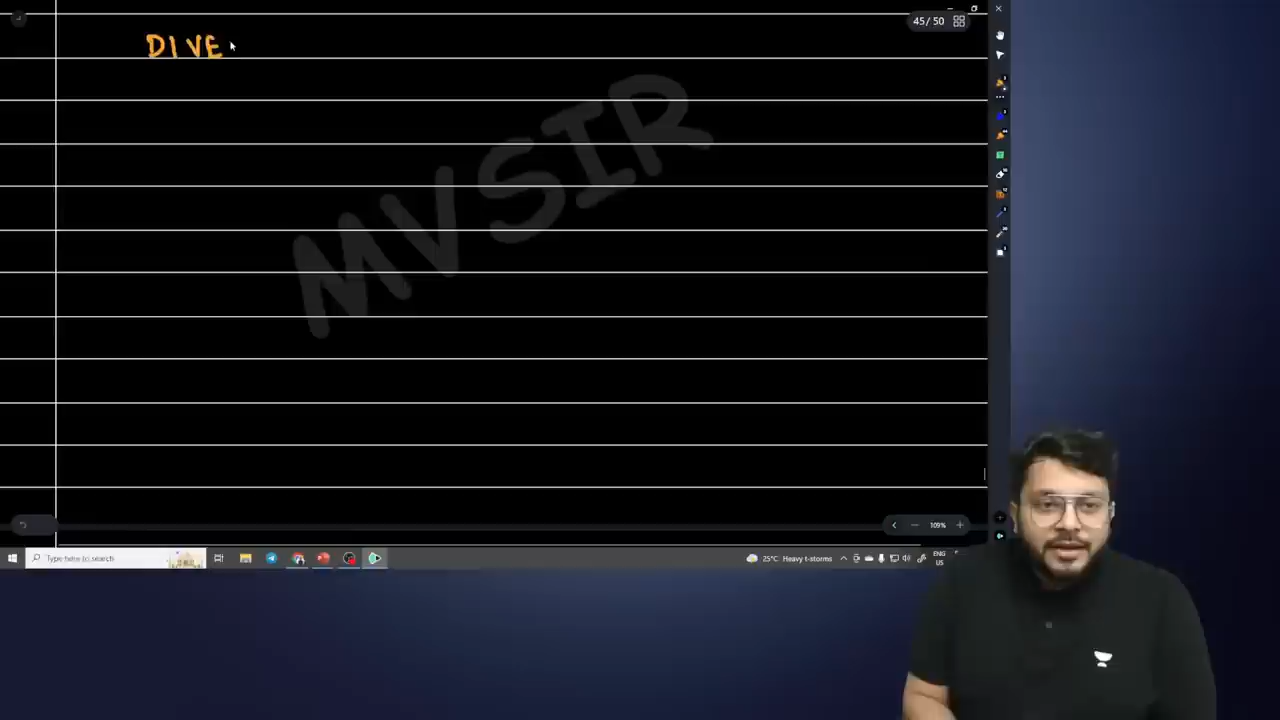 45/ 50
DIVE
MVSIR
109%
Type here to search
25°C Heavy t-storms
ENG
US